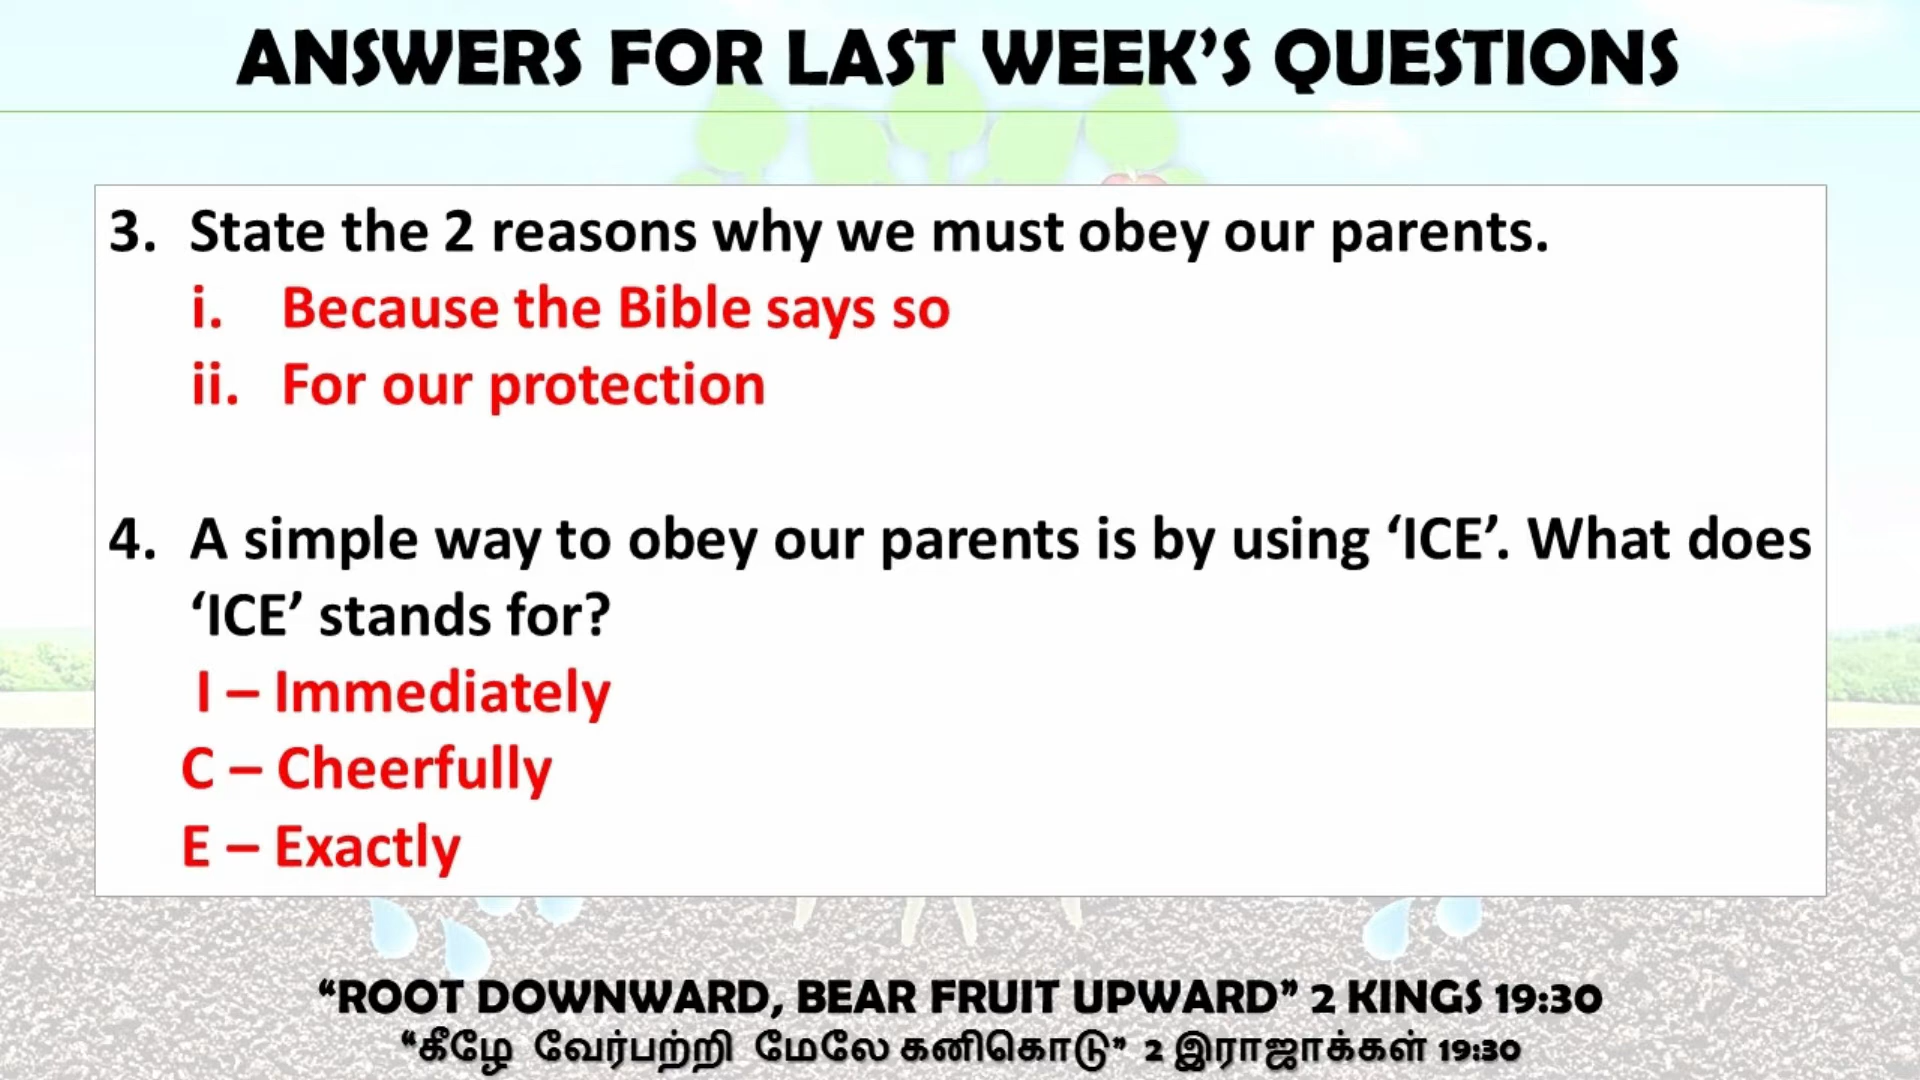 ANSWERS FOR LAST WEEK’S QUESTIONS
3. State the 2 reasons why we must obey our parents.
i. Because the Bible says so
ii. For our protection
4. A simple way to obey our parents is by using ‘ICE’. What does
‘ICE’ stands for?
I – Immediately
C – Cheerfully
E – Exactly
“ROOT DOWNWARD, BEAR FRUIT UPWARD” 2 KINGS 19:30
“கீழே வேர்பற்றி மேலே கனிகொடு” 2 இராஜாக்கள் 19:30